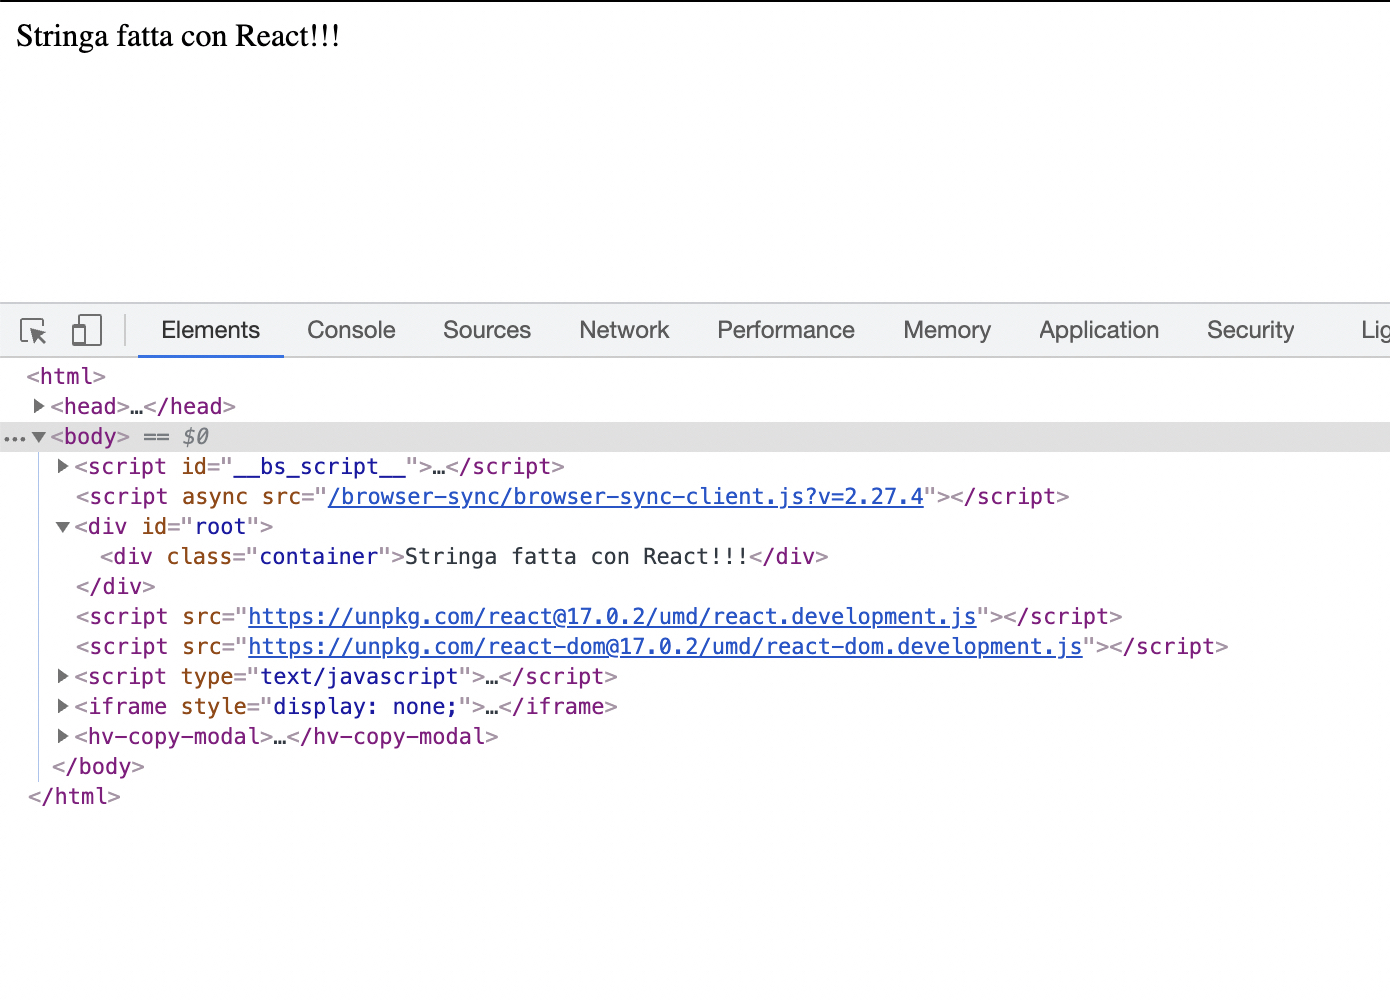 Stringa fatta con React!!!
Elements Console Sources Network Performance Memory Application Security Lig
<html>
<head>…</head>
<body> == $0
<script id="__bs_script__">…</script>
<script async src="/browser-sync/browser-sync-client.js?v=2.27.4"></script>
<div id="root">
<div class="container">Stringa fatta con React!!!</div>
</div>
<script src="https://unpkg.com/react@17.0.2/umd/react.development.js"></script>
<script src="https://unpkg.com/react-dom@17.0.2/umd/react-dom.development.js"></script>
<script type="text/javascript">…</script>
<iframe style="display: none;">…</iframe>
<hv-copy-modal>…</hv-copy-modal>
</body>
</html>